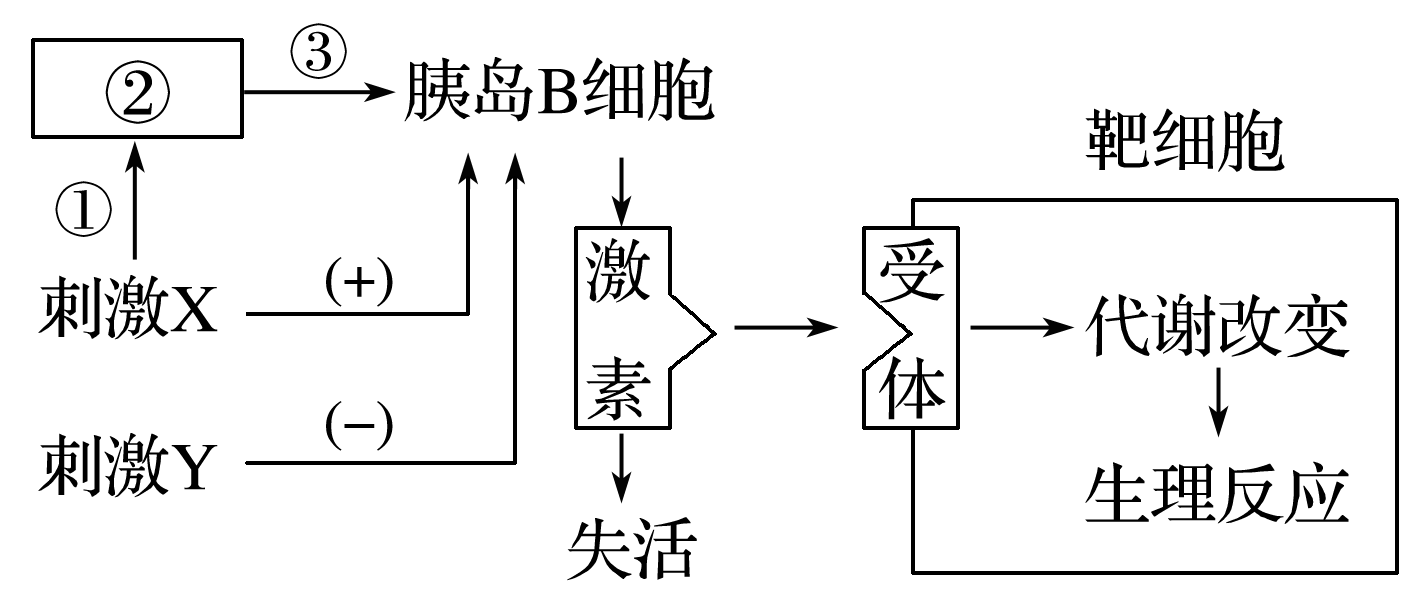 ②
③
胰岛B细胞
①
刺激X
(+)
刺激Y
(−)
激素
失活
靶细胞
受体
代谢改变
生理反应